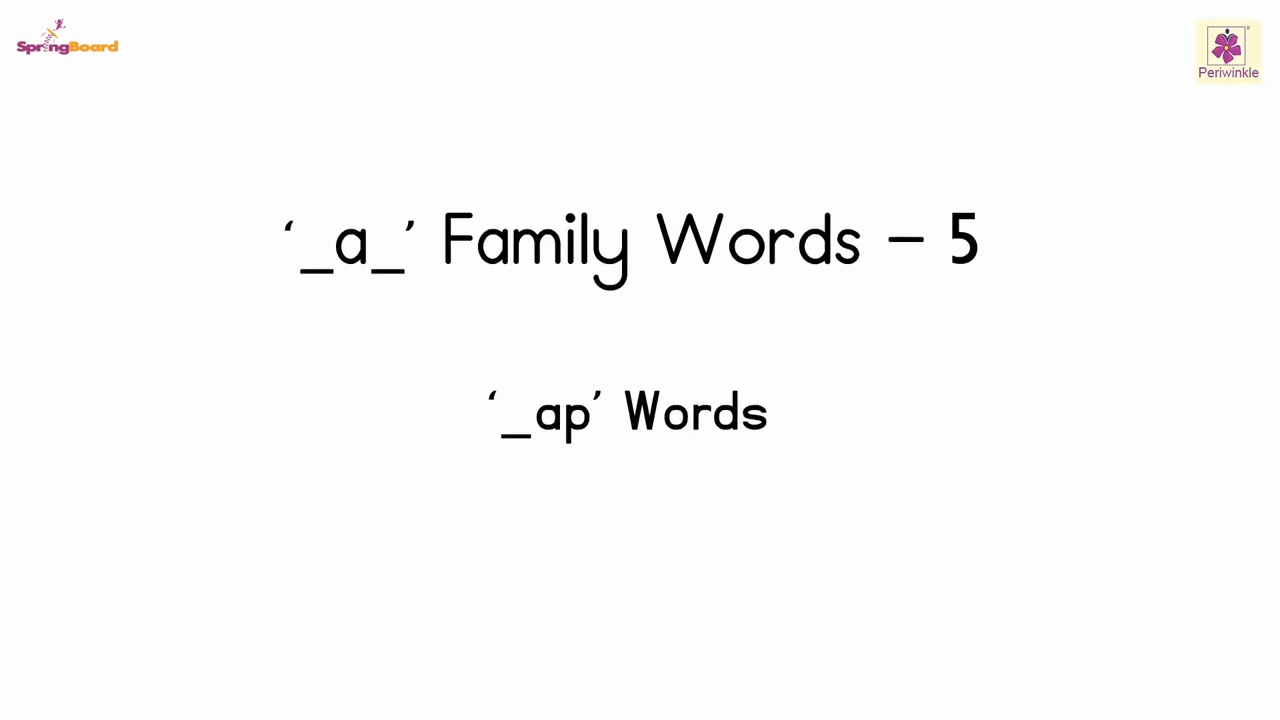 SpringBoard
Periwinkle
‘_a_’ Family Words – 5
‘_ap’ Words